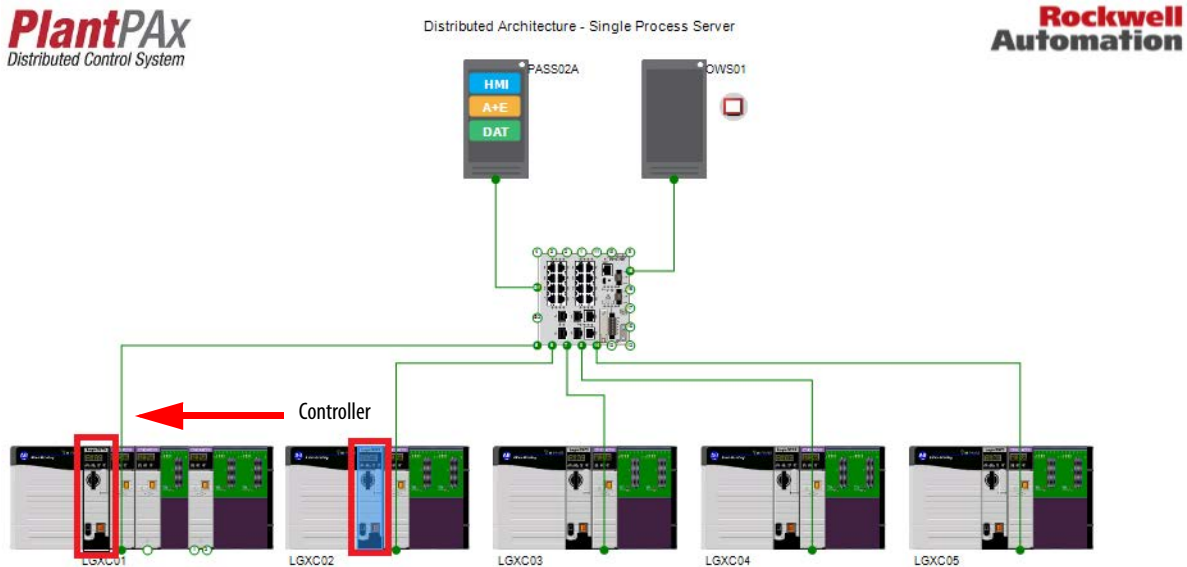 PlantPAx
Distributed Control System
Distributed Architecture - Single Process Server
Rockwell
Automation
PASS02A
OWS01
HMI
A+E
DAT
Controller
LGXC01
LGXC02
LGXC03
LGXC04
LGXC05